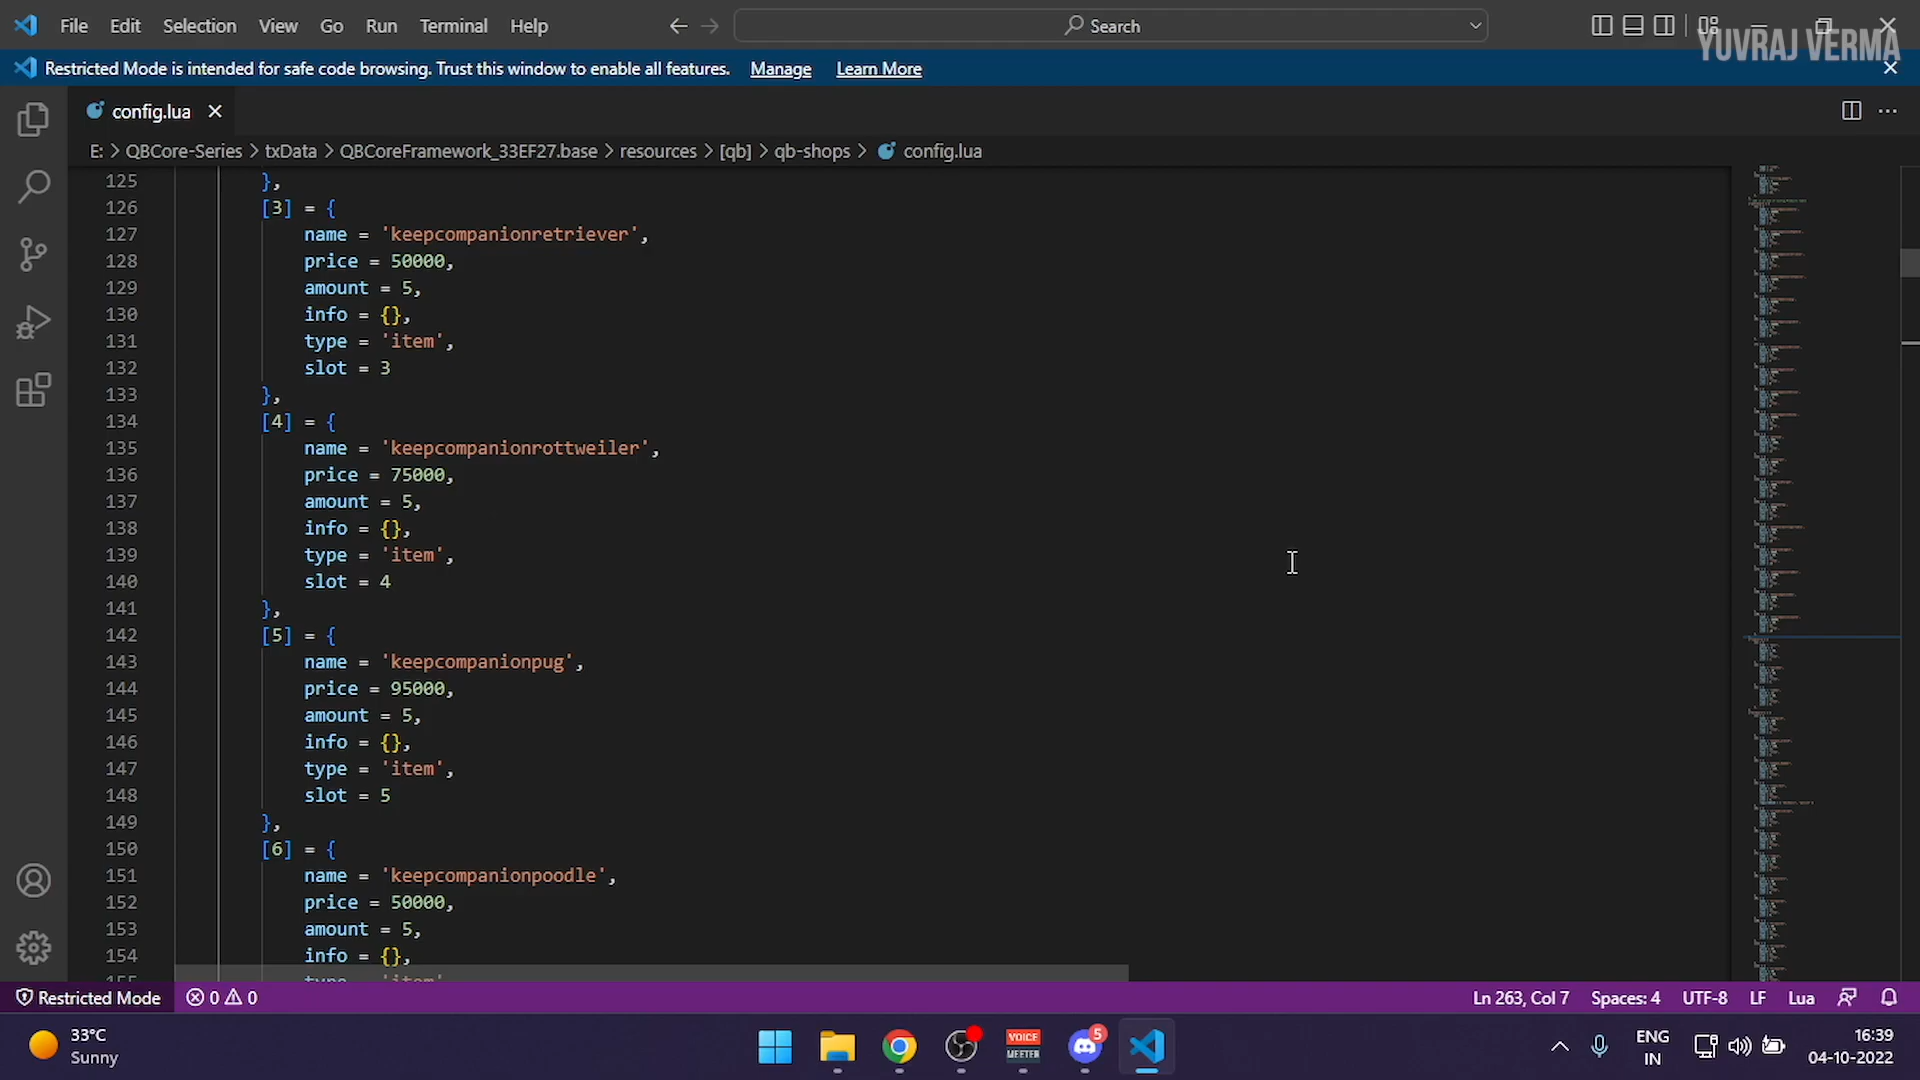 File Edit Selection View Go Run Terminal Help
Search
YUVRAJ VERMA
Restricted Mode is intended for safe code browsing. Trust this window to enable all features. Manage Learn More
config.lua
E: > QBCore-Series > txData > QBCoreFramework_33EF27.base > resources > [qb] > qb-shops > config.lua
125 },
126 [3] = {
127 name = 'keepcompanionretriever',
128 price = 50000,
129 amount = 5,
130 info = {},
131 type = 'item',
132 slot = 3
133 },
134 [4] = {
135 name = 'keepcompanionrottweiler',
136 price = 75000,
137 amount = 5,
138 info = {},
139 type = 'item',
140 slot = 4
141 },
142 [5] = {
143 name = 'keepcompanionpug',
144 price = 95000,
145 amount = 5,
146 info = {},
147 type = 'item',
148 slot = 5
149 },
150 [6] = {
151 name = 'keepcompanionpoodle',
152 price = 50000,
153 amount = 5,
154 info = {},
Restricted Mode 0 0 Ln 263, Col 7 Spaces: 4 UTF-8 LF Lua
33°C
Sunny
VOICE
MEETER
5
ENG
IN
16:39
04-10-2022